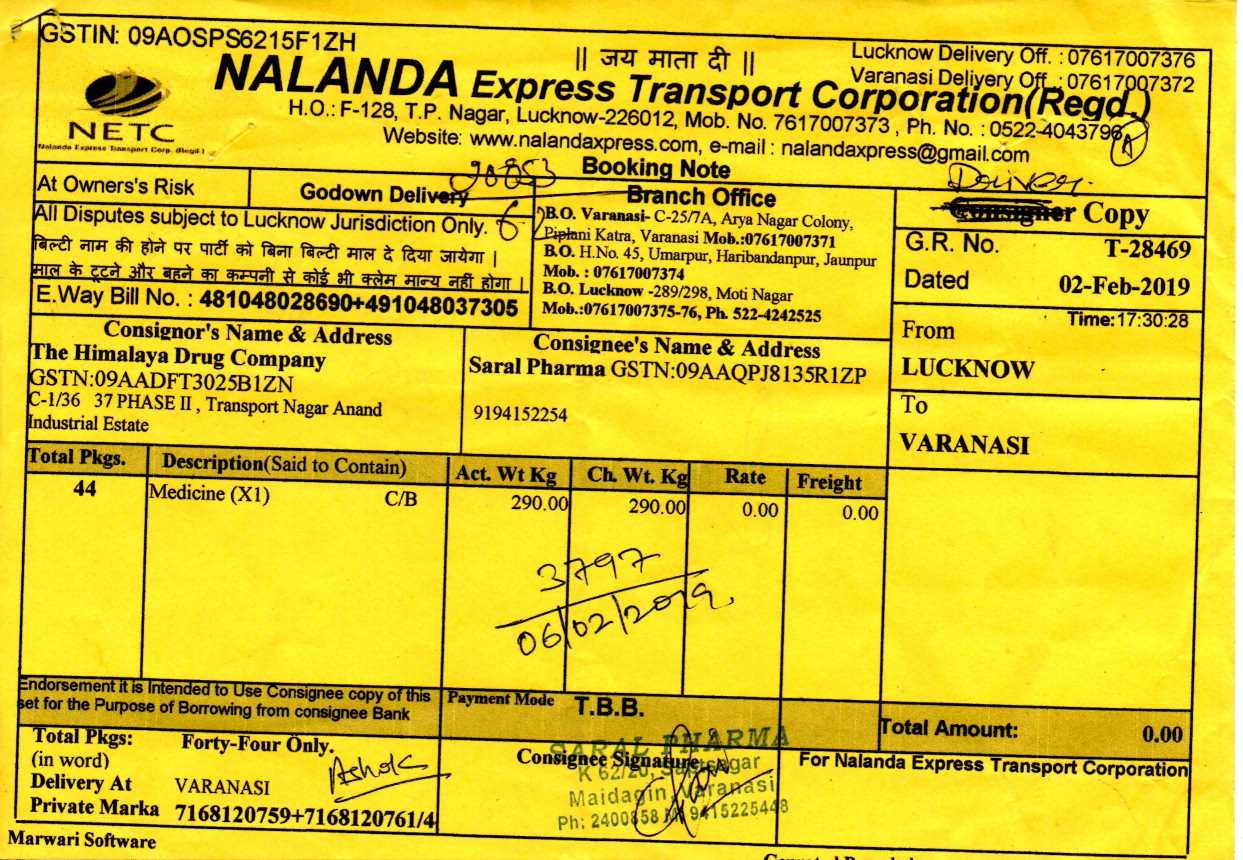 GSTIN: 09AOSPS6215F1ZH
|| जय माता दी ||
Lucknow Delivery Off. : 07617007376
Varanasi Delivery Off. : 07617007372
NALANDA Express Transport Corporation(Regd.)
NETC
Nalanda Express Transport Corp. (Regd.)
H.O.: F-128, T.P. Nagar, Lucknow-226012, Mob. No. 7617007373 , Ph. No. : 0522-4043796
A
Website: www.nalandaxpress.com, e-mail : nalandaxpress@gmail.com
Booking Note
At Owners's Risk
Godown Delivery
Branch Office
Consigner Copy
All Disputes subject to Lucknow Jurisdiction Only.
62
बिल्टी नाम की होने पर पार्टी को बिना बिल्टी माल दे दिया जायेगा |
माल के टूटने और बहने का कम्पनी से कोई भी क्लेम मान्य नहीं होगा |
E.Way Bill No. : 481048028690+491048037305
B.O. Varanasi- C-25/7A, Arya Nagar Colony,
Piplani Katra, Varanasi Mob.:07617007371
B.O. H.No. 45, Umarpur, Haribandanpur, Jaunpur
Mob. : 07617007374
B.O. Lucknow -289/298, Moti Nagar
Mob.:07617007375-76, Ph. 522-4242525
G.R. No. T-28469
Dated 02-Feb-2019
Time:17:30:28
From
LUCKNOW
To
VARANASI
Consignor's Name & Address
The Himalaya Drug Company
GSTN:09AADFT3025B1ZN
C-1/36 37 PHASE II , Transport Nagar Anand
Industrial Estate
Consignee's Name & Address
Saral Pharma GSTN:09AAQPJ8135R1ZP
9194152254
Total Pkgs. Description(Said to Contain) Act. Wt Kg Ch. Wt. Kg Rate Freight
44 Medicine (X1) C/B 290.00 290.00 0.00 0.00
3797
06/02/2019
Endorsement it is Intended to Use Consignee copy of this
set for the Purpose of Borrowing from consignee Bank
Payment Mode T.B.B.
Total Amount: 0.00
Total Pkgs: Forty-Four Only.
(in word)
Delivery At VARANASI
Ashok
Private Marka 7168120759+7168120761/4
Consignee Signature
SARAL PHARMA
K 62/20, Saptsagar
Maidagin, Varanasi
Ph: 2400858 M 9415225448
For Nalanda Express Transport Corporation
Marwari Software